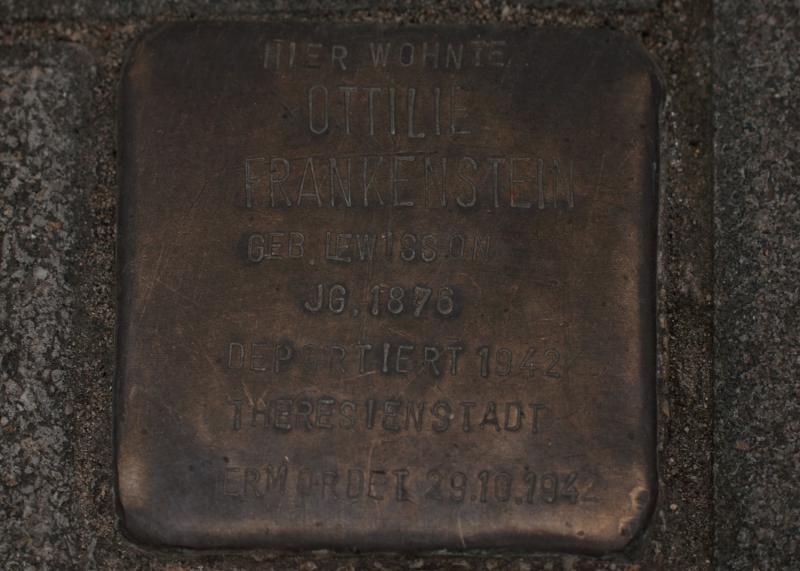 HIER WOHNTE
OTTILIE
FRANKENSTEIN
GEB. LEWISSON
JG. 1876
DEPORTIERT 1942
THERESIENSTADT
ERMORDET 29.10.1942